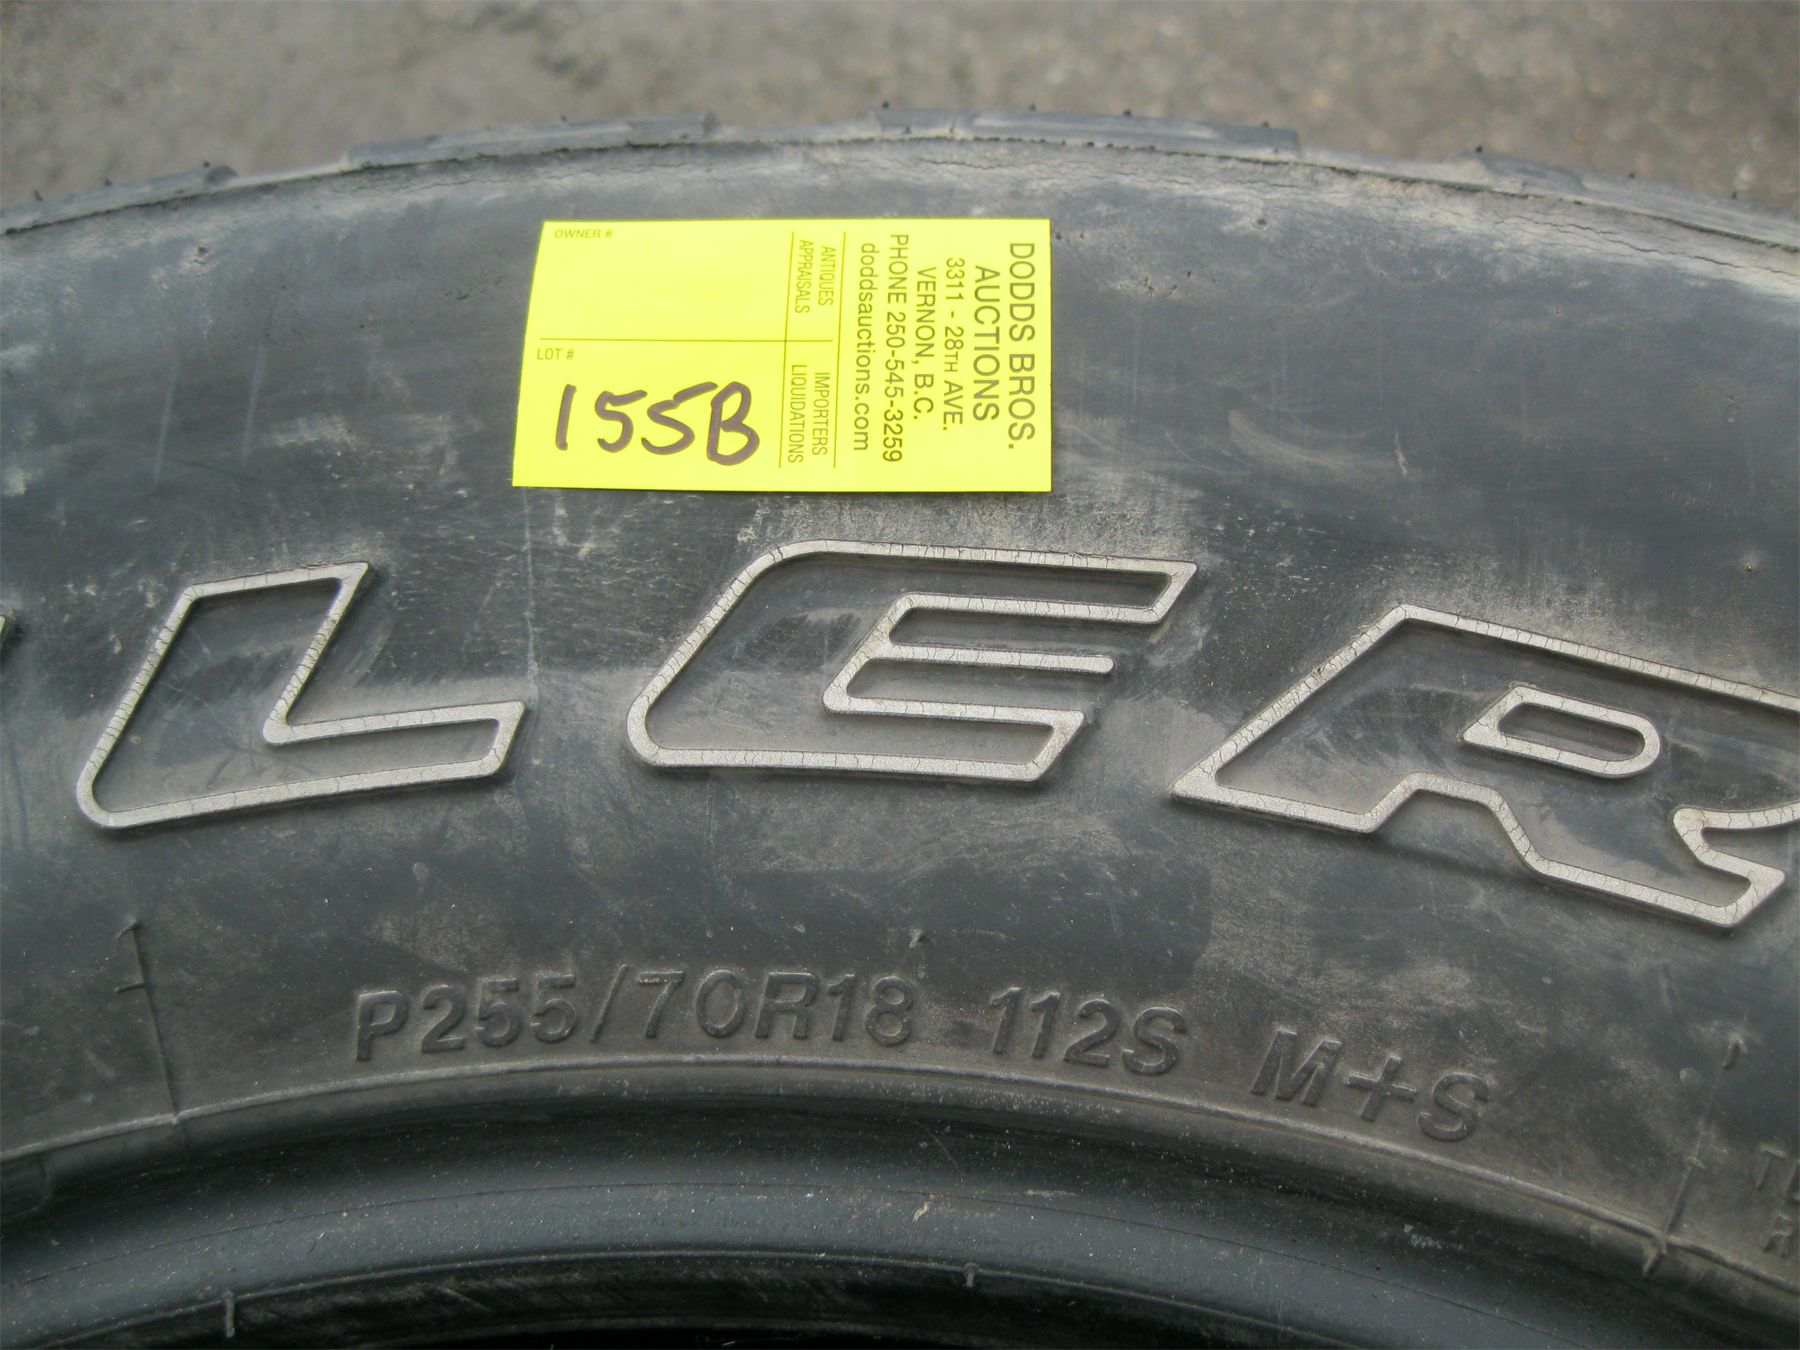 DODDS BROS.
AUCTIONS
3311 - 28TH AVE.
VERNON, B.C.
PHONE 250-545-3259
doddsauctions.com
ANTIQUES IMPORTERS
APPRAISALS LIQUIDATIONS
OWNER #
LOT #
155B
LER
P255/70R18 112S M+S